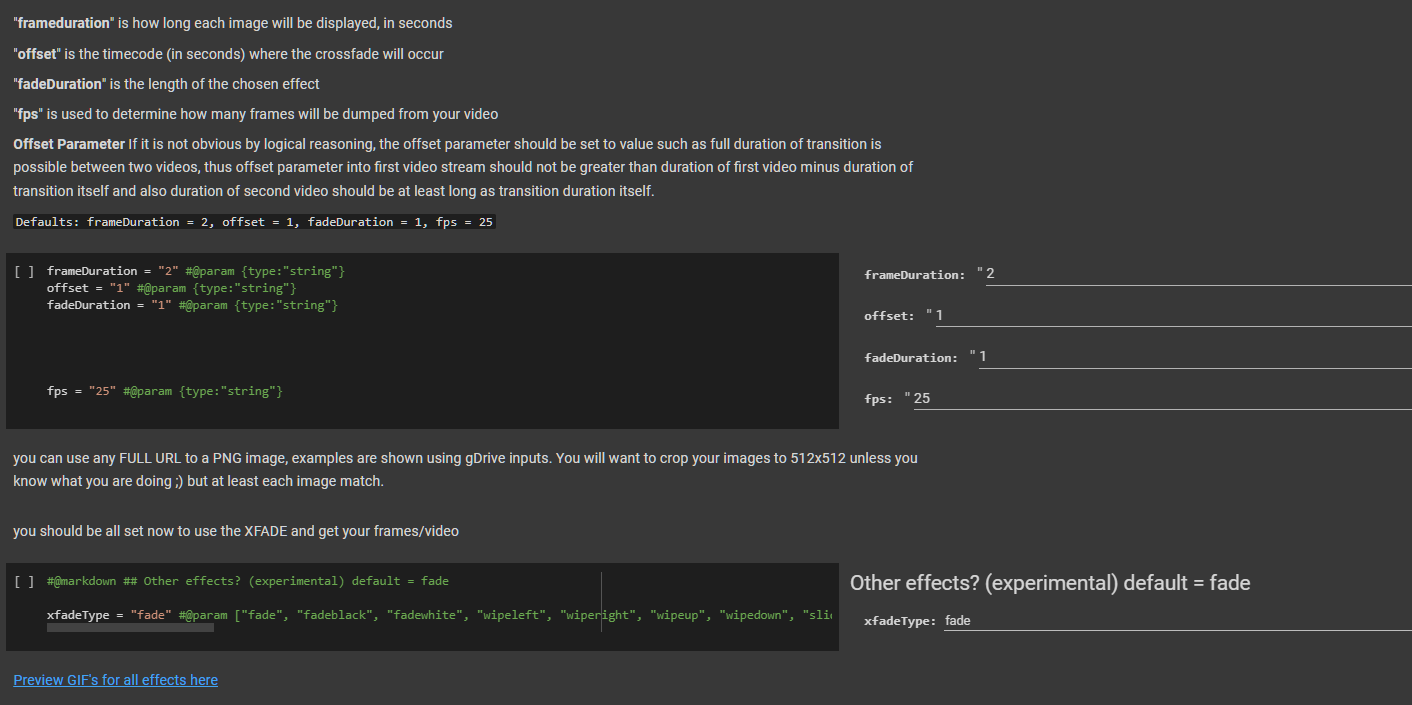 "frameduration" is how long each image will be displayed, in seconds
"offset" is the timecode (in seconds) where the crossfade will occur
"fadeDuration" is the length of the chosen effect
"fps" is used to determine how many frames will be dumped from your video
Offset Parameter If it is not obvious by logical reasoning, the offset parameter should be set to value such as full duration of transition is
possible between two videos, thus offset parameter into first video stream should not be greater than duration of first video minus duration of
transition itself and also duration of second video should be at least long as transition duration itself.
Defaults: frameDuration = 2, offset = 1, fadeDuration = 1, fps = 25
[ ] frameDuration = "2" #@param {type:"string"}
offset = "1" #@param {type:"string"}
fadeDuration = "1" #@param {type:"string"}
fps = "25" #@param {type:"string"}
frameDuration: "2
offset: "1
fadeDuration: "1
fps: "25
you can use any FULL URL to a PNG image, examples are shown using gDrive inputs. You will want to crop your images to 512x512 unless you
know what you are doing ;) but at least each image match.
you should be all set now to use the XFADE and get your frames/video
[ ] #@markdown ## Other effects? (experimental) default = fade
xfadeType = "fade" #@param ["fade", "fadeblack", "fadewhite", "wipeleft", "wiperight", "wipeup", "wipedown", "sli
Other effects? (experimental) default = fade
xfadeType: fade
Preview GIF's for all effects here